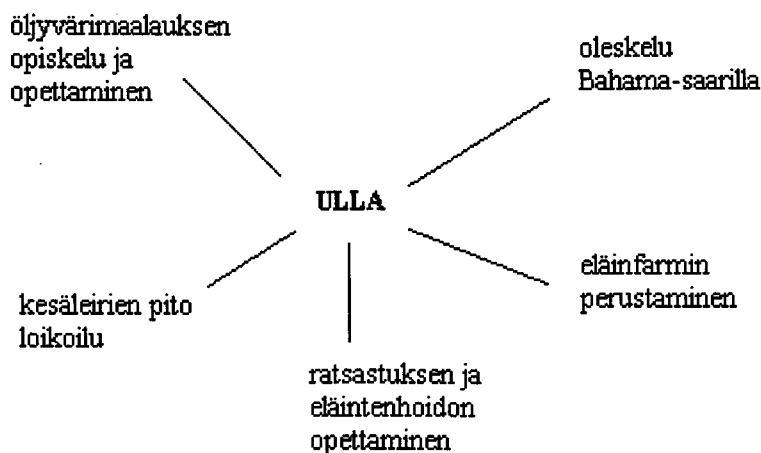 öljyvärimaalauksen
opiskelu ja
opettaminen
oleskelu
Bahama-saarilla
ULLA
kesäleirien pito
loikoilu
eläinfarmin
perustaminen
ratsastuksen ja
eläintenhoidon
opettaminen